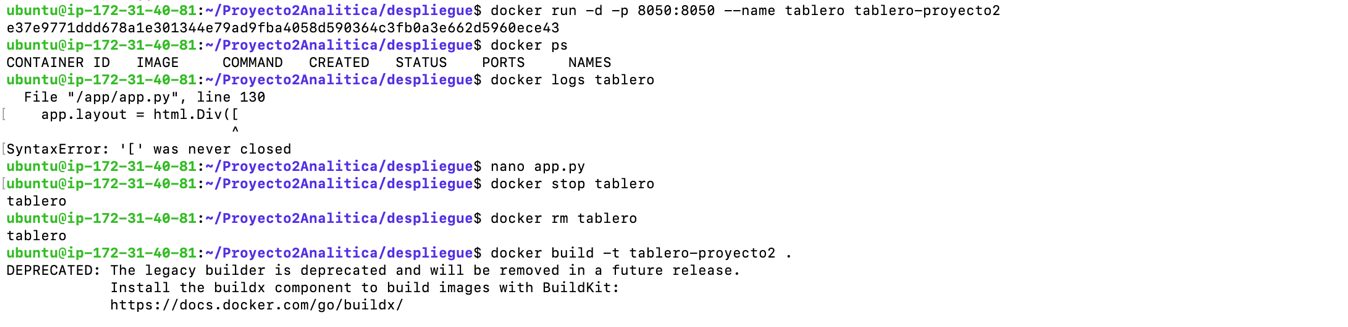 ubuntu@ip-172-31-40-81:~/Proyecto2Analitica/despliegue$ docker run -d -p 8050:8050 --name tablero tablero-proyecto2
e37e9771ddd678a1e301344e79ad9fba4058d590364c3fb0a3e662d5960ece43
ubuntu@ip-172-31-40-81:~/Proyecto2Analitica/despliegue$ docker ps
CONTAINER ID   IMAGE     COMMAND   CREATED   STATUS    PORTS     NAMES
ubuntu@ip-172-31-40-81:~/Proyecto2Analitica/despliegue$ docker logs tablero
  File "/app/app.py", line 130
[    app.layout = html.Div([
                          ^
[SyntaxError: '[' was never closed
ubuntu@ip-172-31-40-81:~/Proyecto2Analitica/despliegue$ nano app.py
[ubuntu@ip-172-31-40-81:~/Proyecto2Analitica/despliegue$ docker stop tablero
tablero
ubuntu@ip-172-31-40-81:~/Proyecto2Analitica/despliegue$ docker rm tablero
tablero
ubuntu@ip-172-31-40-81:~/Proyecto2Analitica/despliegue$ docker build -t tablero-proyecto2 .
DEPRECATED: The legacy builder is deprecated and will be removed in a future release.
            Install the buildx component to build images with BuildKit:
            https://docs.docker.com/go/buildx/